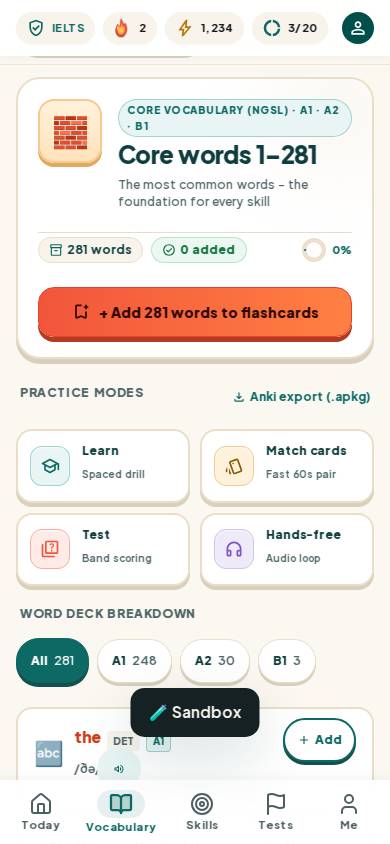 IELTS 2 1,234 3/20
CORE VOCABULARY (NGSL) · A1 · A2
· B1
Core words 1–281
The most common words – the
foundation for every skill
281 words 0 added 0%
+ Add 281 words to flashcards
PRACTICE MODES Anki export (.apkg)
Learn
Spaced drill
Match cards
Fast 60s pair
Test
Band scoring
Hands-free
Audio loop
WORD DECK BREAKDOWN
All 281 A1 248 A2 30 B1 3
Sandbox
abc the DET A1 + Add
/ðə/
Today Vocabulary Skills Tests Me